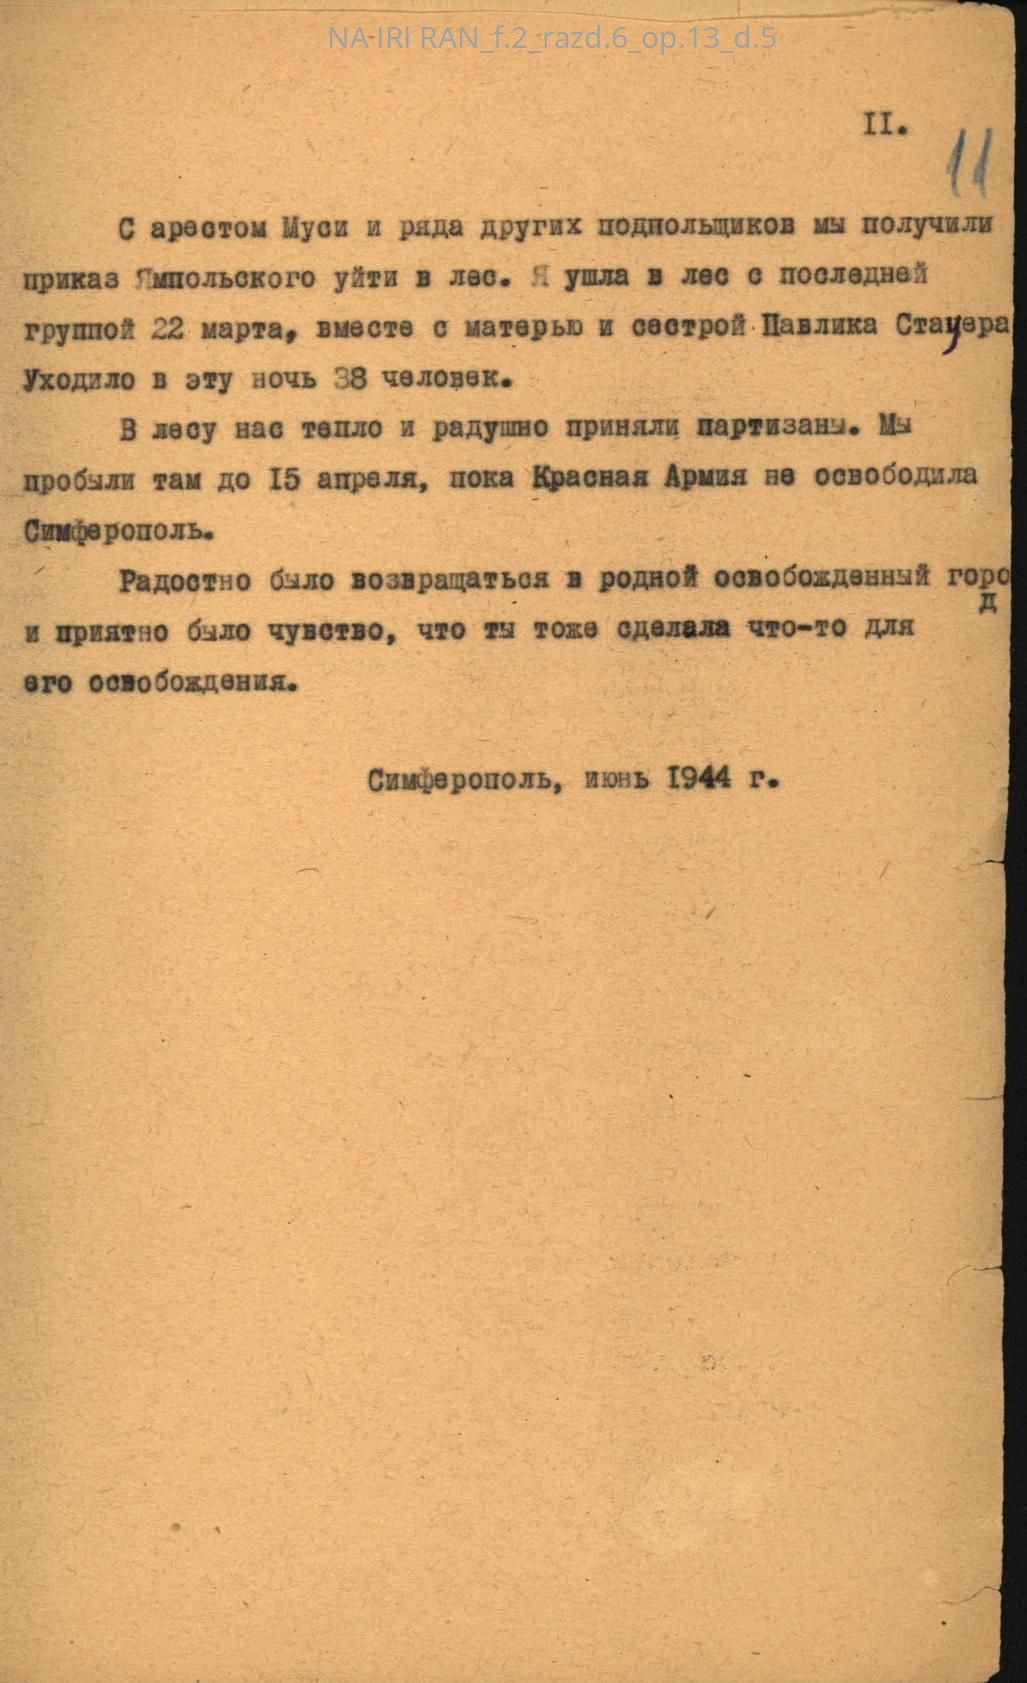 NA IRI RAN_f.2_razd.6_op.13_d.5
II.
11
С арестом Муси и ряда других подпольщиков мы получили
приказ Ямпольского уйти в лес. Я ушла в лес с последней
группой 22 марта, вместе с матерью и сестрой Павлика Стауера
Уходило в эту ночь 38 человек.
В лесу нас тепло и радушно приняли партизаны. Мы
пробыли там до 15 апреля, пока Красная Армия не освободила
Симферополь.
Радостно было возвращаться в родной освобожденный город
и приятно было чувство, что ты тоже сделала что-то для
его освобождения.
Симферополь, июнь 1944 г.